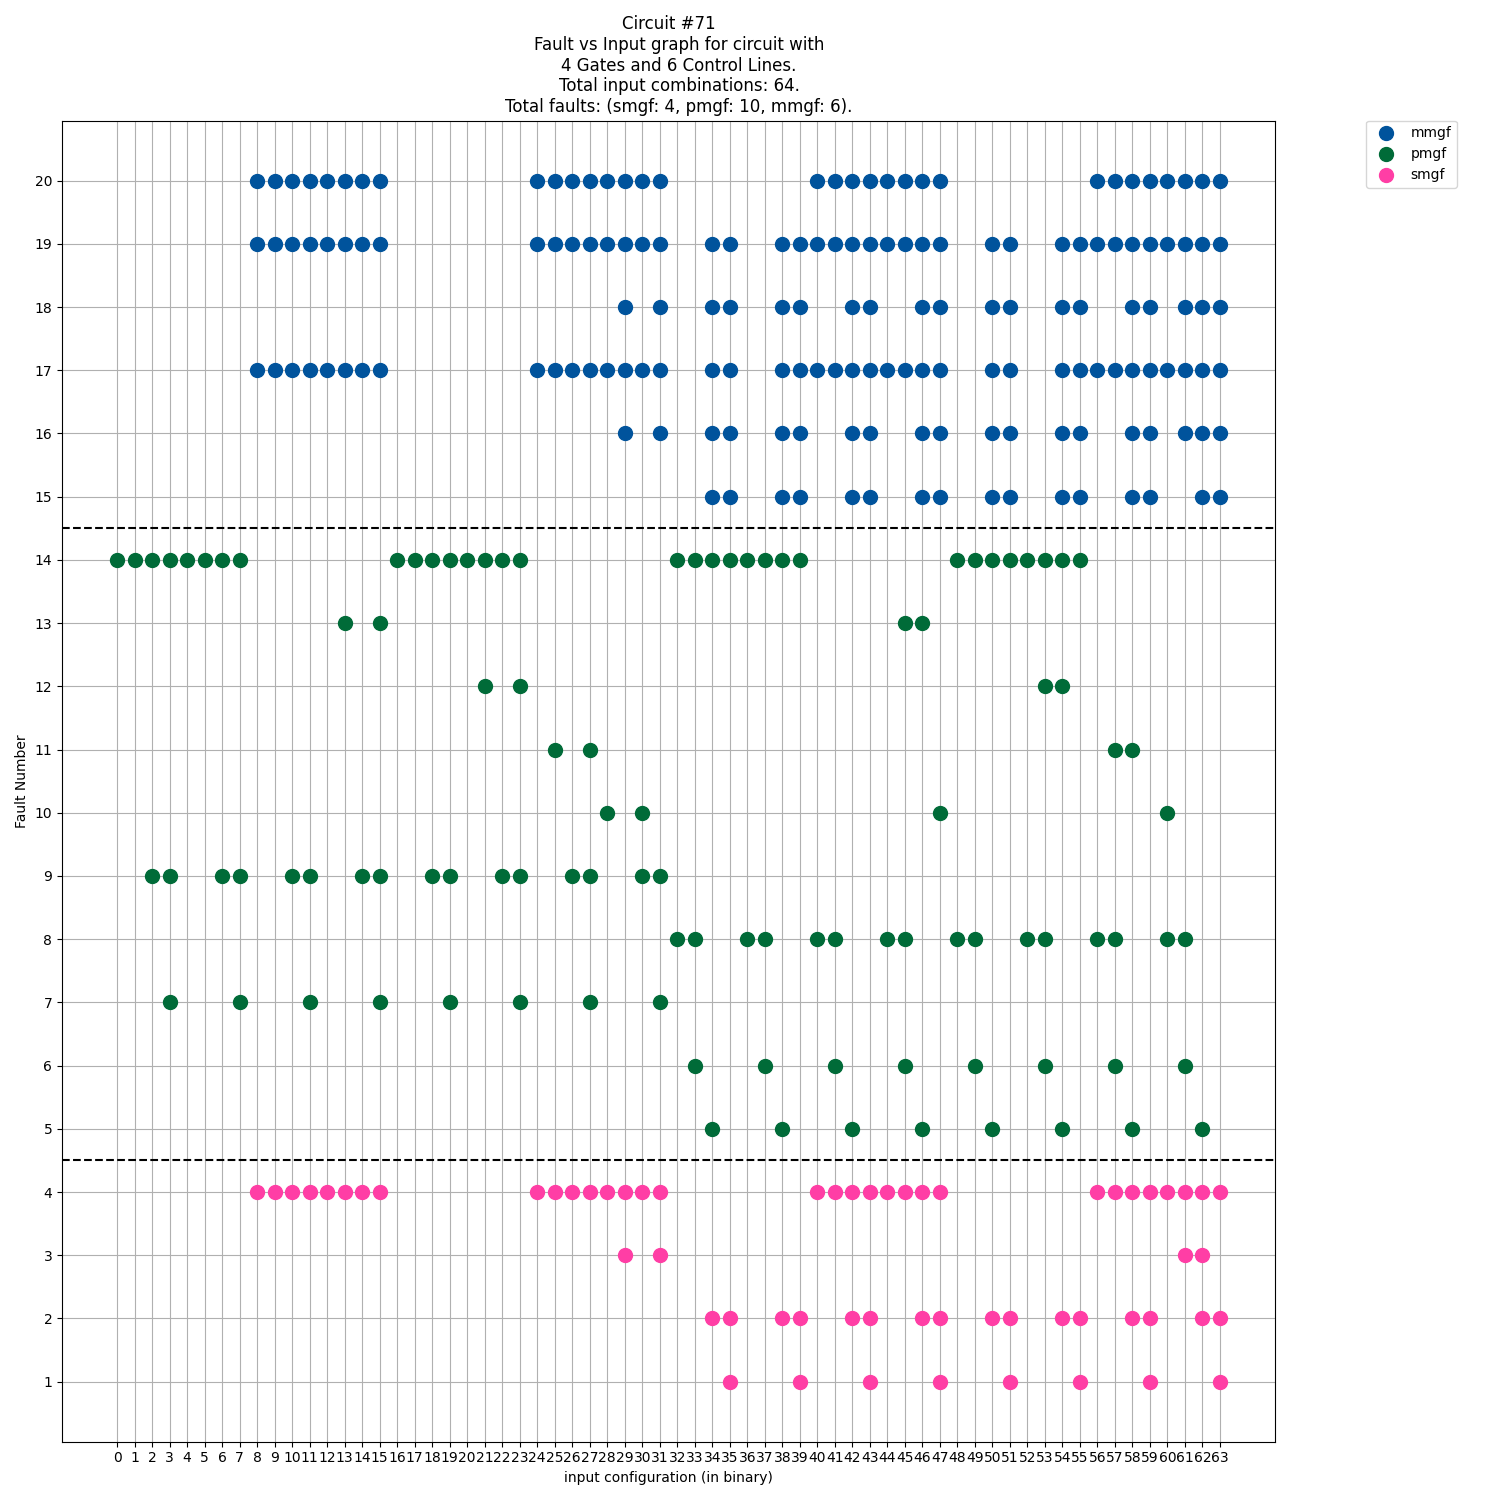 Circuit #71
Fault vs Input graph for circuit with
4 Gates and 6 Control Lines.
Total input combinations: 64.
Total faults: (smgf: 4, pmgf: 10, mmgf: 6).
mmgf
pmgf
smgf
20
19
18
17
16
15
14
13
12
11
10
9
8
7
6
5
4
3
2
1
Fault Number
0 1 2 3 4 5 6 7 8 9 10 11 12 13 14 15 16 17 18 19 20 21 22 23 24 25 26 27 28 29 30 31 32 33 34 35 36 37 38 39 40 41 42 43 44 45 46 47 48 49 50 51 52 53 54 55 56 57 58 59 60 61 62 63
input configuration (in binary)